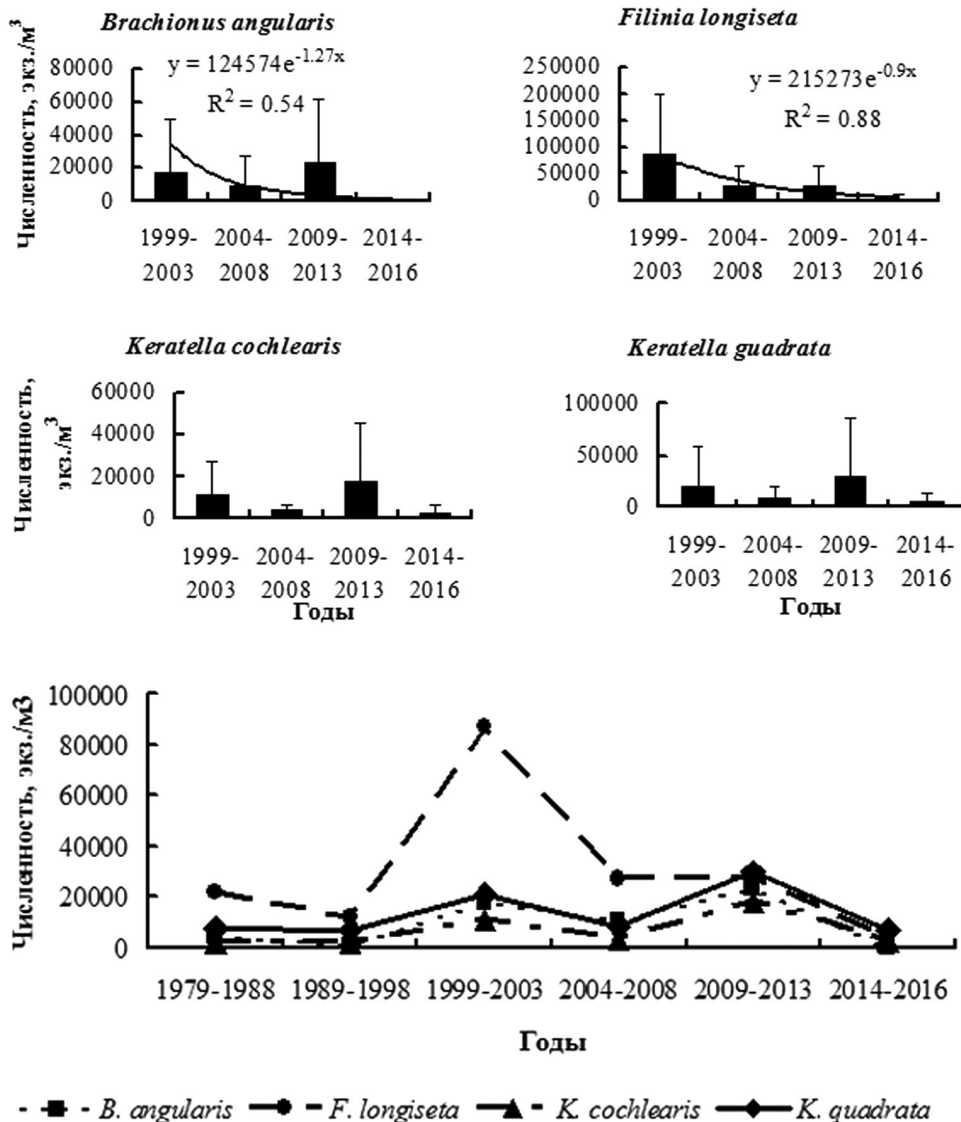 Brachionus angularis
Численность, экз./м³
80000
60000
40000
20000
0
y = 124574e^-1.27x
R² = 0.54
1999-2003
2004-2008
2009-2013
2014-2016
Filinia longiseta
250000
200000
150000
100000
50000
0
y = 215273e^-0.9x
R² = 0.88
1999-2003
2004-2008
2009-2013
2014-2016
Keratella cochlearis
Численность,
экз./м³
60000
40000
20000
0
1999-2003
2004-2008
2009-2013
2014-2016
Годы
Keratella guadrata
100000
50000
0
1999-2003
2004-2008
2009-2013
2014-2016
Годы
Численность, экз./м3
100000
80000
60000
40000
20000
0
1979-1988 1989-1998 1999-2003 2004-2008 2009-2013 2014-2016
Годы
B. angularis F. longiseta K. cochlearis K. quadrata